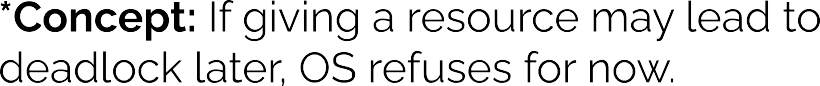 *Concept: If giving a resource may lead to
deadlock later, OS refuses for now.